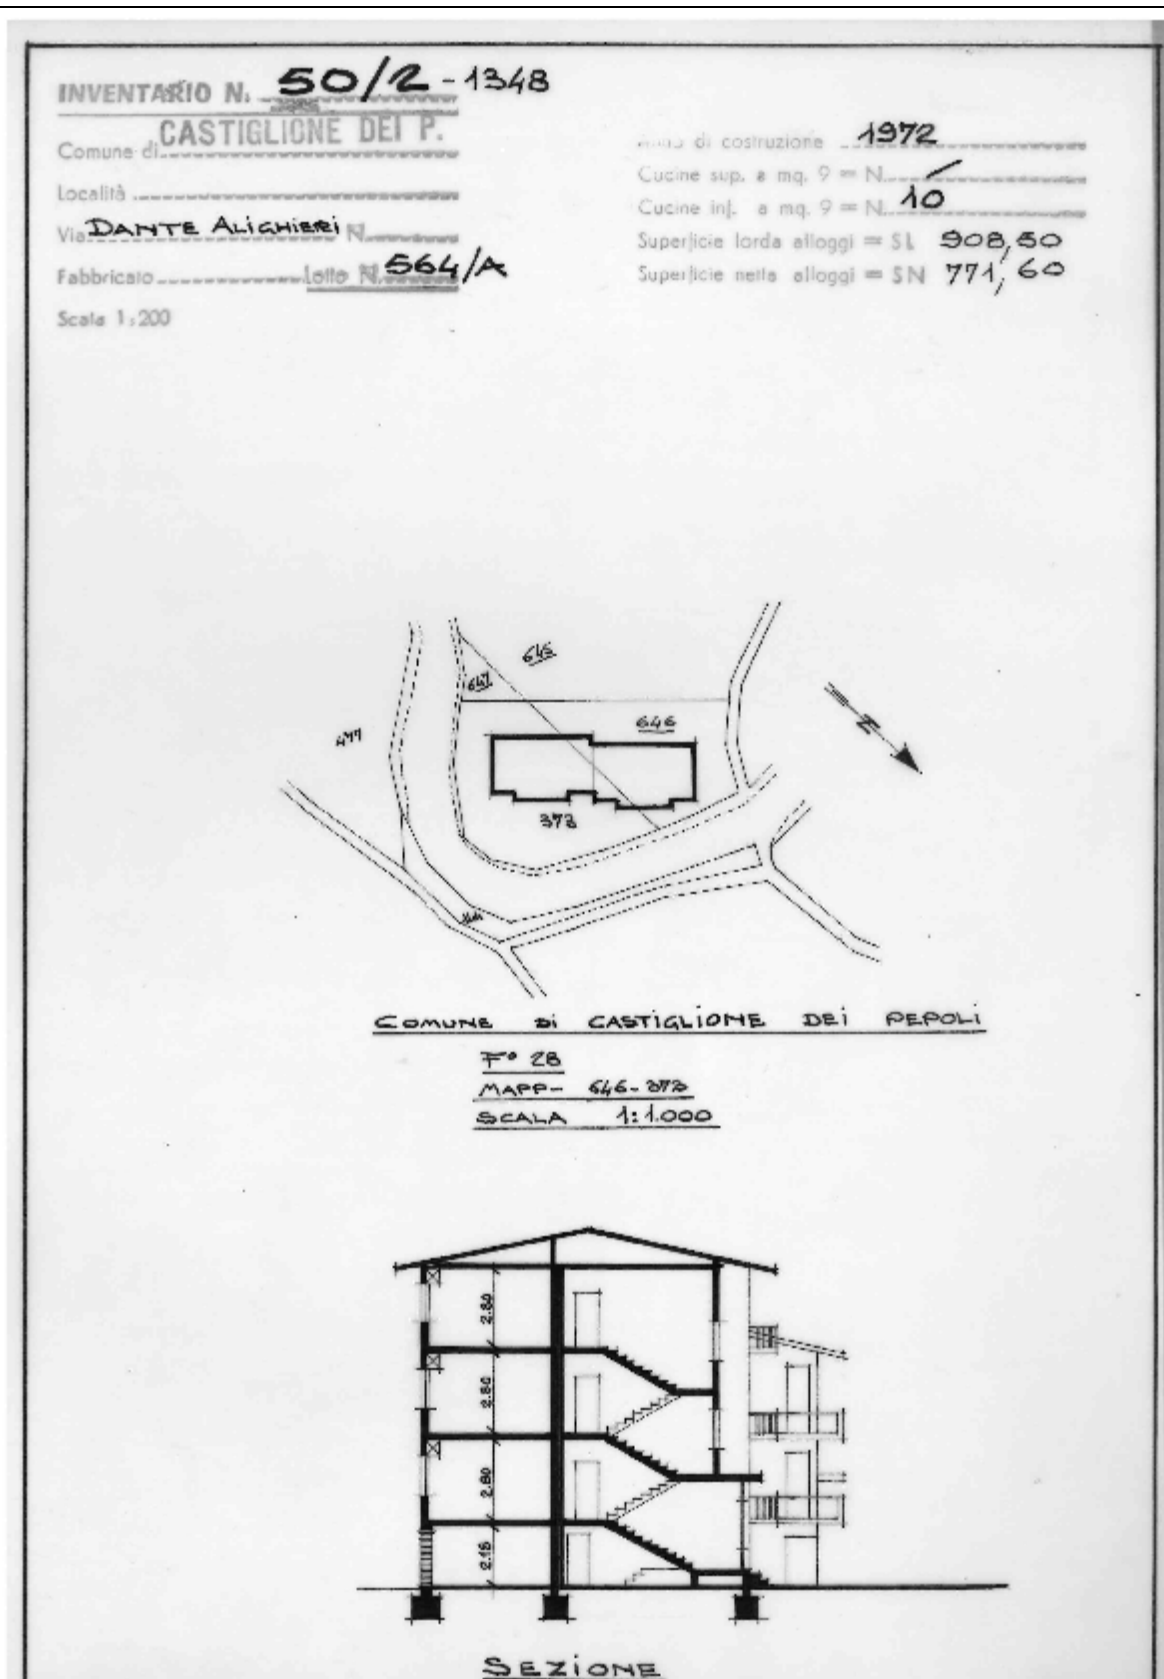 INVENTARIO N. 50/2 - 1348
Comune di CASTIGLIONE DEI P.
Località
Via DANTE ALIGHIERI N.
Fabbricato Lotto N. 564/A
Scala 1:200
Anno di costruzione 1972
Cucine sup. a mq. 9 = N. /
Cucine inf. a mq. 9 = N. 10
Superficie lorda alloggi = SL 908,50
Superficie netta alloggi = SN 771,60
645
647
646
477
N
373
COMUNE DI CASTIGLIONE DEI PEPOLI
F° 28
MAPP- 646-373
SCALA 1:1.000
2.80
2.80
2.80
2.15
SEZIONE